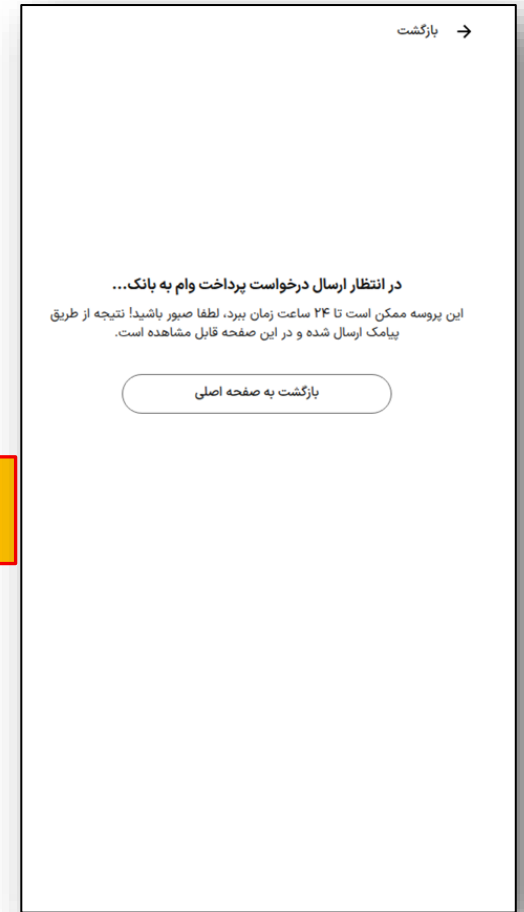 بازگشت
در انتظار ارسال درخواست پرداخت وام به بانک...
این پروسه ممکن است تا ۲۴ ساعت زمان ببرد، لطفا صبور باشید! نتیجه از طریق
پیامک ارسال شده و در این صفحه قابل مشاهده است.
بازگشت به صفحه اصلی